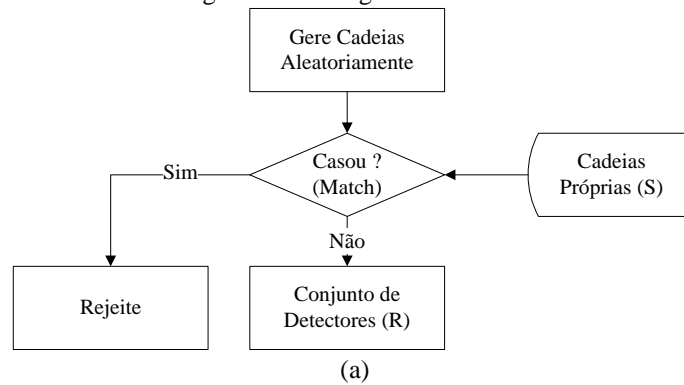 Gere Cadeias
Aleatoriamente
Casou ?
(Match)
Cadeias
Próprias (S)
Sim
Não
Rejeite
Conjunto de
Detectores (R)
(a)